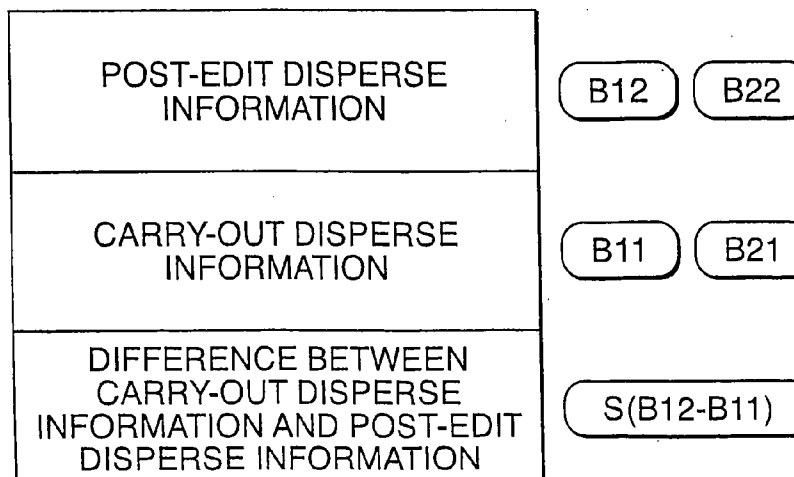 POST-EDIT DISPERSE
INFORMATION
B12 B22
CARRY-OUT DISPERSE
INFORMATION
B11 B21
DIFFERENCE BETWEEN
CARRY-OUT DISPERSE
INFORMATION AND POST-EDIT
DISPERSE INFORMATION
S(B12-B11)